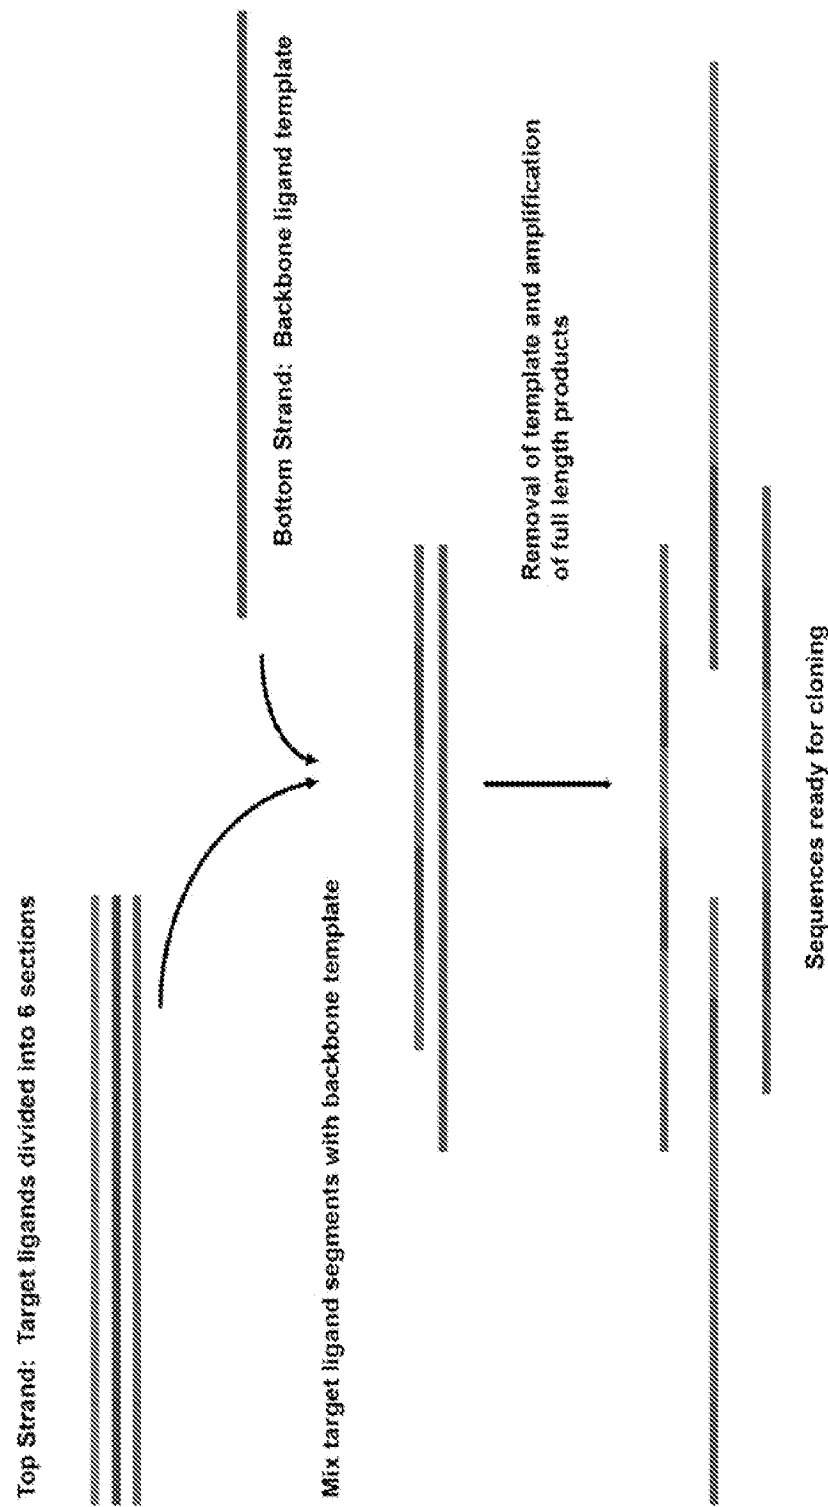 Top Strand: Target ligands divided into 6 sections
Bottom Strand: Backbone ligand template
Mix target ligand segments with backbone template
Removal of template and amplification
of full length products
Sequences ready for cloning